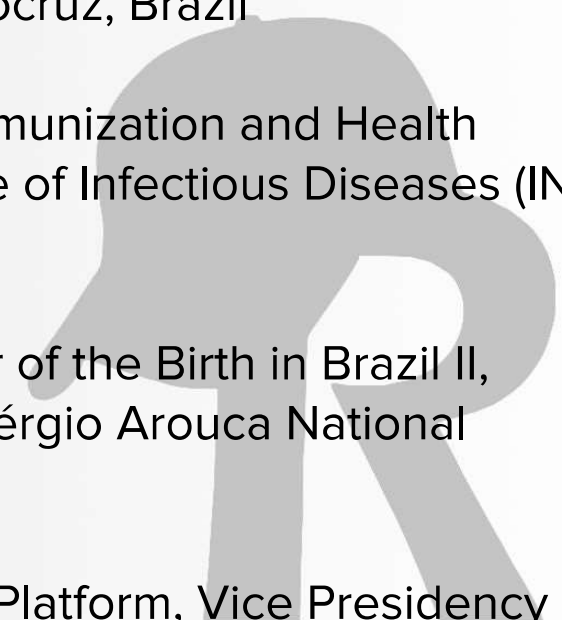 ocruz, Brazil
munization and Health
e of Infectious Diseases (IN
r of the Birth in Brazil II,
érgio Arouca National
Platform, Vice Presidency